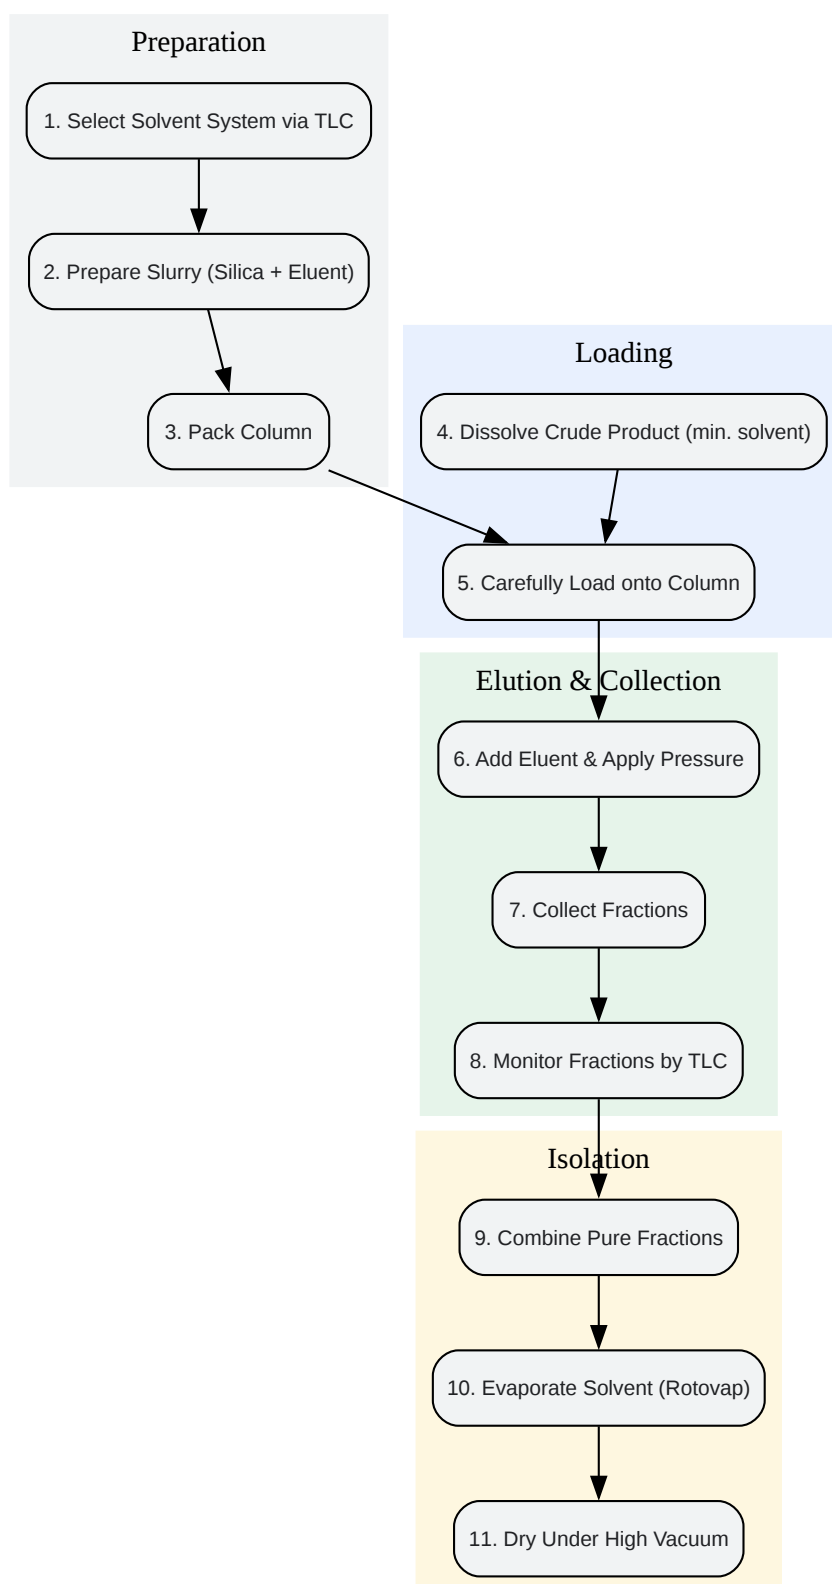 Preparation
1. Select Solvent System via TLC
2. Prepare Slurry (Silica + Eluent)
3. Pack Column
Loading
4. Dissolve Crude Product (min. solvent)
5. Carefully Load onto Column
Elution & Collection
6. Add Eluent & Apply Pressure
7. Collect Fractions
8. Monitor Fractions by TLC
Isolation
9. Combine Pure Fractions
10. Evaporate Solvent (Rotovap)
11. Dry Under High Vacuum